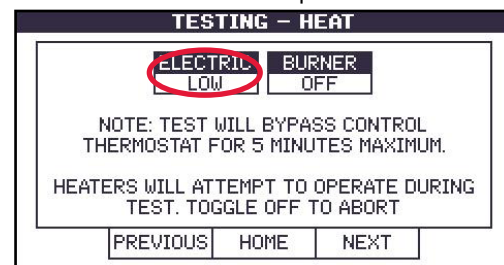 TESTING – HEAT
ELECTRIC BURNER
LOW OFF
NOTE: TEST WILL BYPASS CONTROL
THERMOSTAT FOR 5 MINUTES MAXIMUM.
HEATERS WILL ATTEMPT TO OPERATE DURING
TEST. TOGGLE OFF TO ABORT
PREVIOUS HOME NEXT